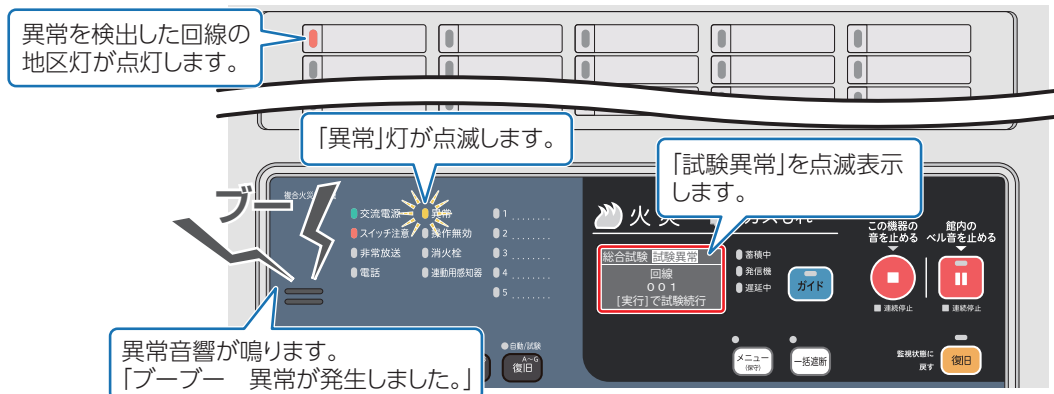 異常を検出した回線の
地区灯が点灯します。
「異常」灯が点滅します。
「試験異常」を点滅表示
します。
ブー
複合火災
交流電源
異常
1 ........
スイッチ注意
操作無効
2 ........
非常放送
消火栓
3 ........
電話
連動用感知器
4 ........
5 ........
火災
総合試験 試験異常
回線
001
[実行]で試験続行
蓄積中
発信機
遅延中
ガイド
この機器の
音を止める
館内の
ベル音を止める
連続停止
連続停止
異常音響が鳴ります。
「ブーブー　異常が発生しました。」
自動/試験
A~G
復旧
メニュー
(保守)
一括遮断
監視状態に
戻す
復旧